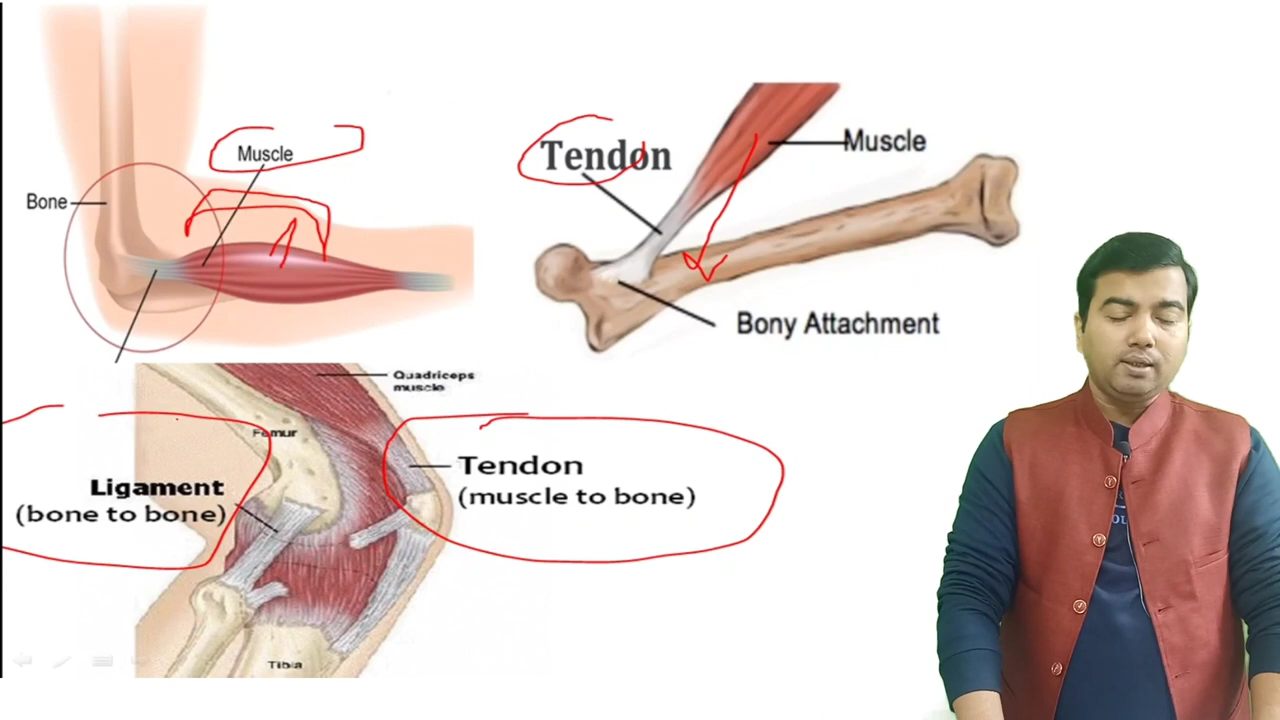 Muscle
Bone
Tendon
Muscle
Bony Attachment
Quadriceps
muscle
Femur
Ligament
(bone to bone)
Tendon
(muscle to bone)
Tibia